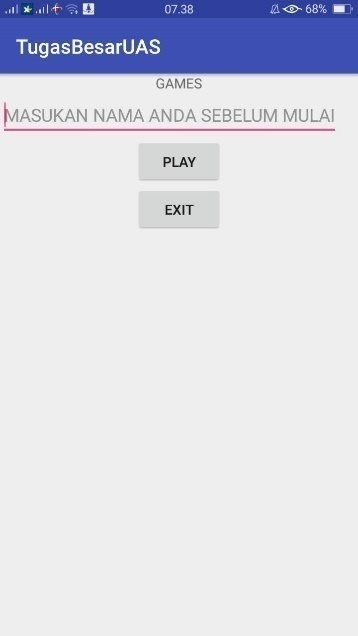 07.38
68%
TugasBesarUAS
GAMES
MASUKAN NAMA ANDA SEBELUM MULAI
PLAY
EXIT